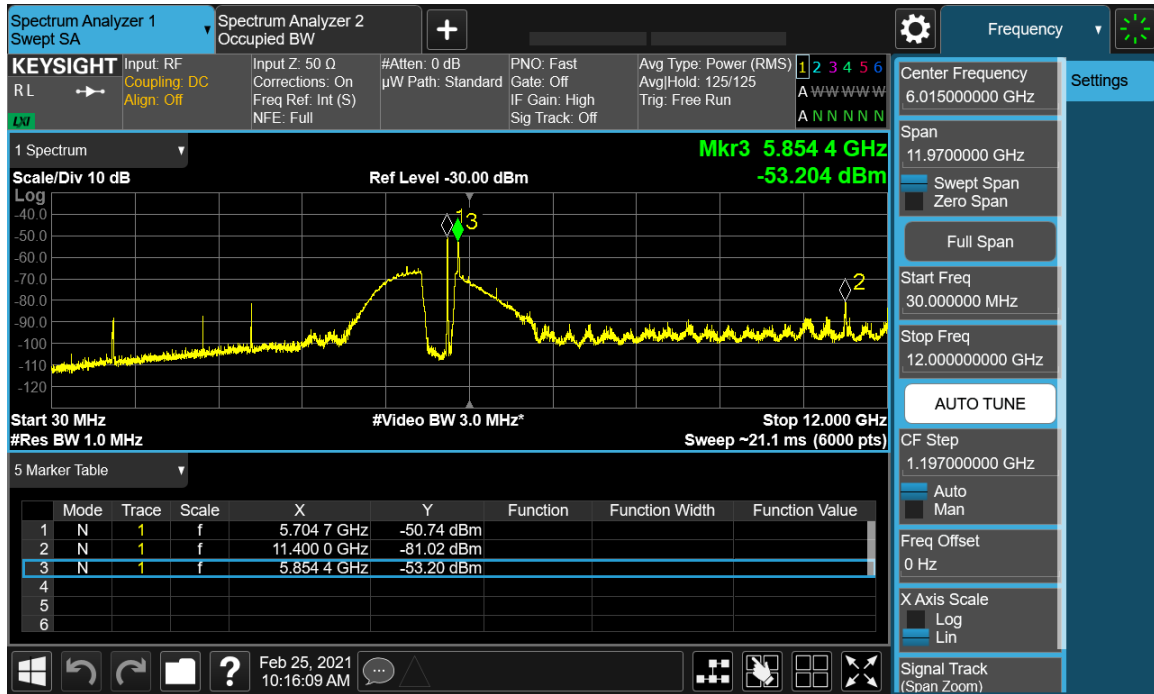 Spectrum Analyzer 1
Swept SA
Spectrum Analyzer 2
Occupied BW
+
Frequency
KEYSIGHT
RL
LXI
Input: RF
Coupling: DC
Align: Off
Input Z: 50 Ω
Corrections: On
Freq Ref: Int (S)
NFE: Full
#Atten: 0 dB
µW Path: Standard
PNO: Fast
Gate: Off
IF Gain: High
Sig Track: Off
Avg Type: Power (RMS)
Avg|Hold: 125/125
Trig: Free Run
1 2 3 4 5 6
A W W W W W
A N N N N N
1 Spectrum
Mkr3 5.854 4 GHz
-53.204 dBm
Scale/Div 10 dB
Ref Level -30.00 dBm
Log
-40.0
-50.0
-60.0
-70.0
-80.0
-90.0
-100
-110
-120
1
3
2
Start 30 MHz
#Video BW 3.0 MHz*
Stop 12.000 GHz
#Res BW 1.0 MHz
Sweep ~21.1 ms (6000 pts)
5 Marker Table
Mode Trace Scale X Y Function Function Width Function Value
1 N 1 f 5.704 7 GHz -50.74 dBm
2 N 1 f 11.400 0 GHz -81.02 dBm
3 N 1 f 5.854 4 GHz -53.20 dBm
4
5
6
?
Feb 25, 2021
10:16:09 AM
Center Frequency
6.015000000 GHz
Settings
Span
11.9700000 GHz
Swept Span
Zero Span
Full Span
Start Freq
30.000000 MHz
Stop Freq
12.000000000 GHz
AUTO TUNE
CF Step
1.197000000 GHz
Auto
Man
Freq Offset
0 Hz
X Axis Scale
Log
Lin
Signal Track
(Span Zoom)